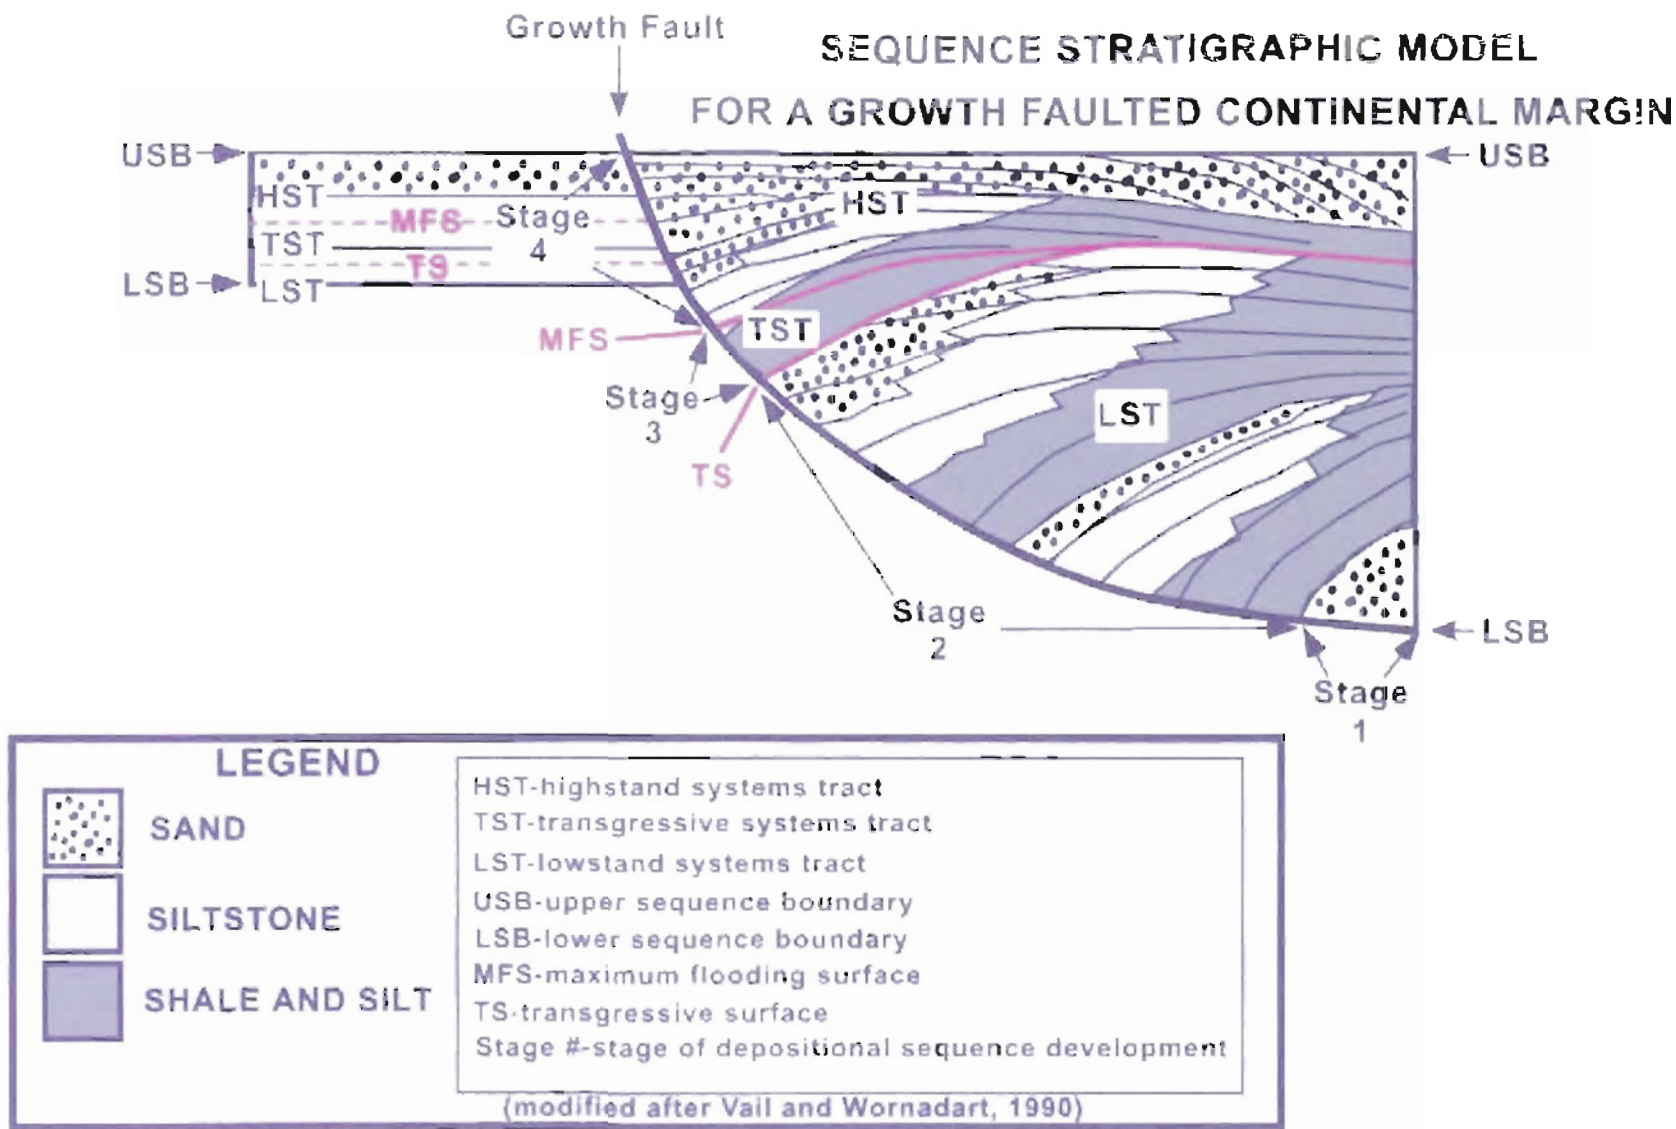 Growth Fault
SEQUENCE STRATIGRAPHIC MODEL
FOR A GROWTH FAULTED CONTINENTAL MARGIN
USB
USB
HST
HST
MFS
Stage
4
TST
TS
LSB
LST
MFS
TST
Stage
3
LST
TS
Stage
2
LSB
Stage
1
LEGEND
SAND
SILTSTONE
SHALE AND SILT
HST-highstand systems tract
TST-transgressive systems tract
LST-lowstand systems tract
USB-upper sequence boundary
LSB-lower sequence boundary
MFS-maximum flooding surface
TS-transgressive surface
Stage #-stage of depositional sequence development
(modified after Vail and Wornadart, 1990)